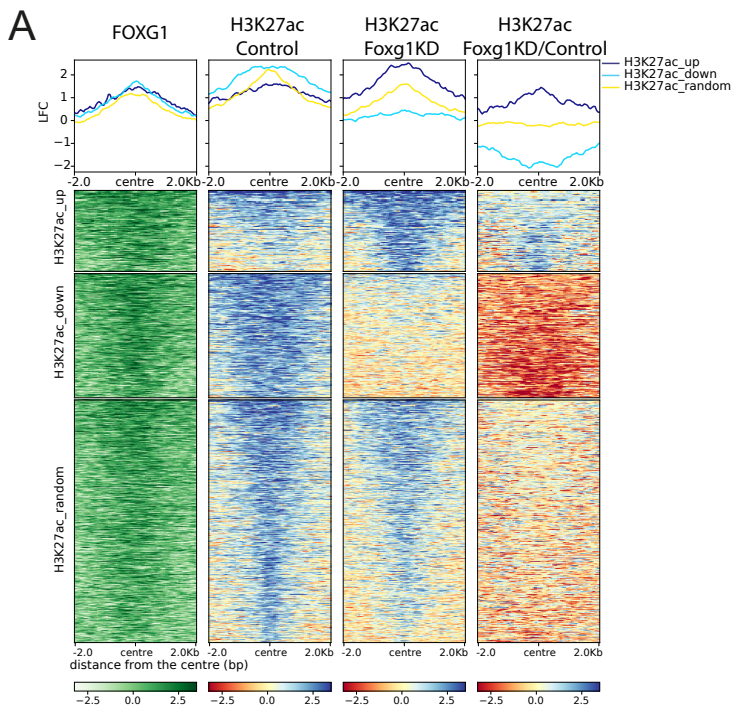 A
FOXG1
H3K27ac
Control
H3K27ac
Foxg1KD
H3K27ac
Foxg1KD/Control
H3K27ac_up
H3K27ac_down
H3K27ac_random
LFC
2
1
0
−1
−2
-2.0 centre 2.0Kb
-2.0 centre 2.0Kb
-2.0 centre 2.0Kb
-2.0 centre 2.0Kb
H3K27ac_up
H3K27ac_down
H3K27ac_random
-2.0 centre 2.0Kb
-2.0 centre 2.0Kb
-2.0 centre 2.0Kb
-2.0 centre 2.0Kb
distance from the centre (bp)
−2.5 0.0 2.5
−2.5 0.0 2.5
−2.5 0.0 2.5
−2.5 0.0 2.5